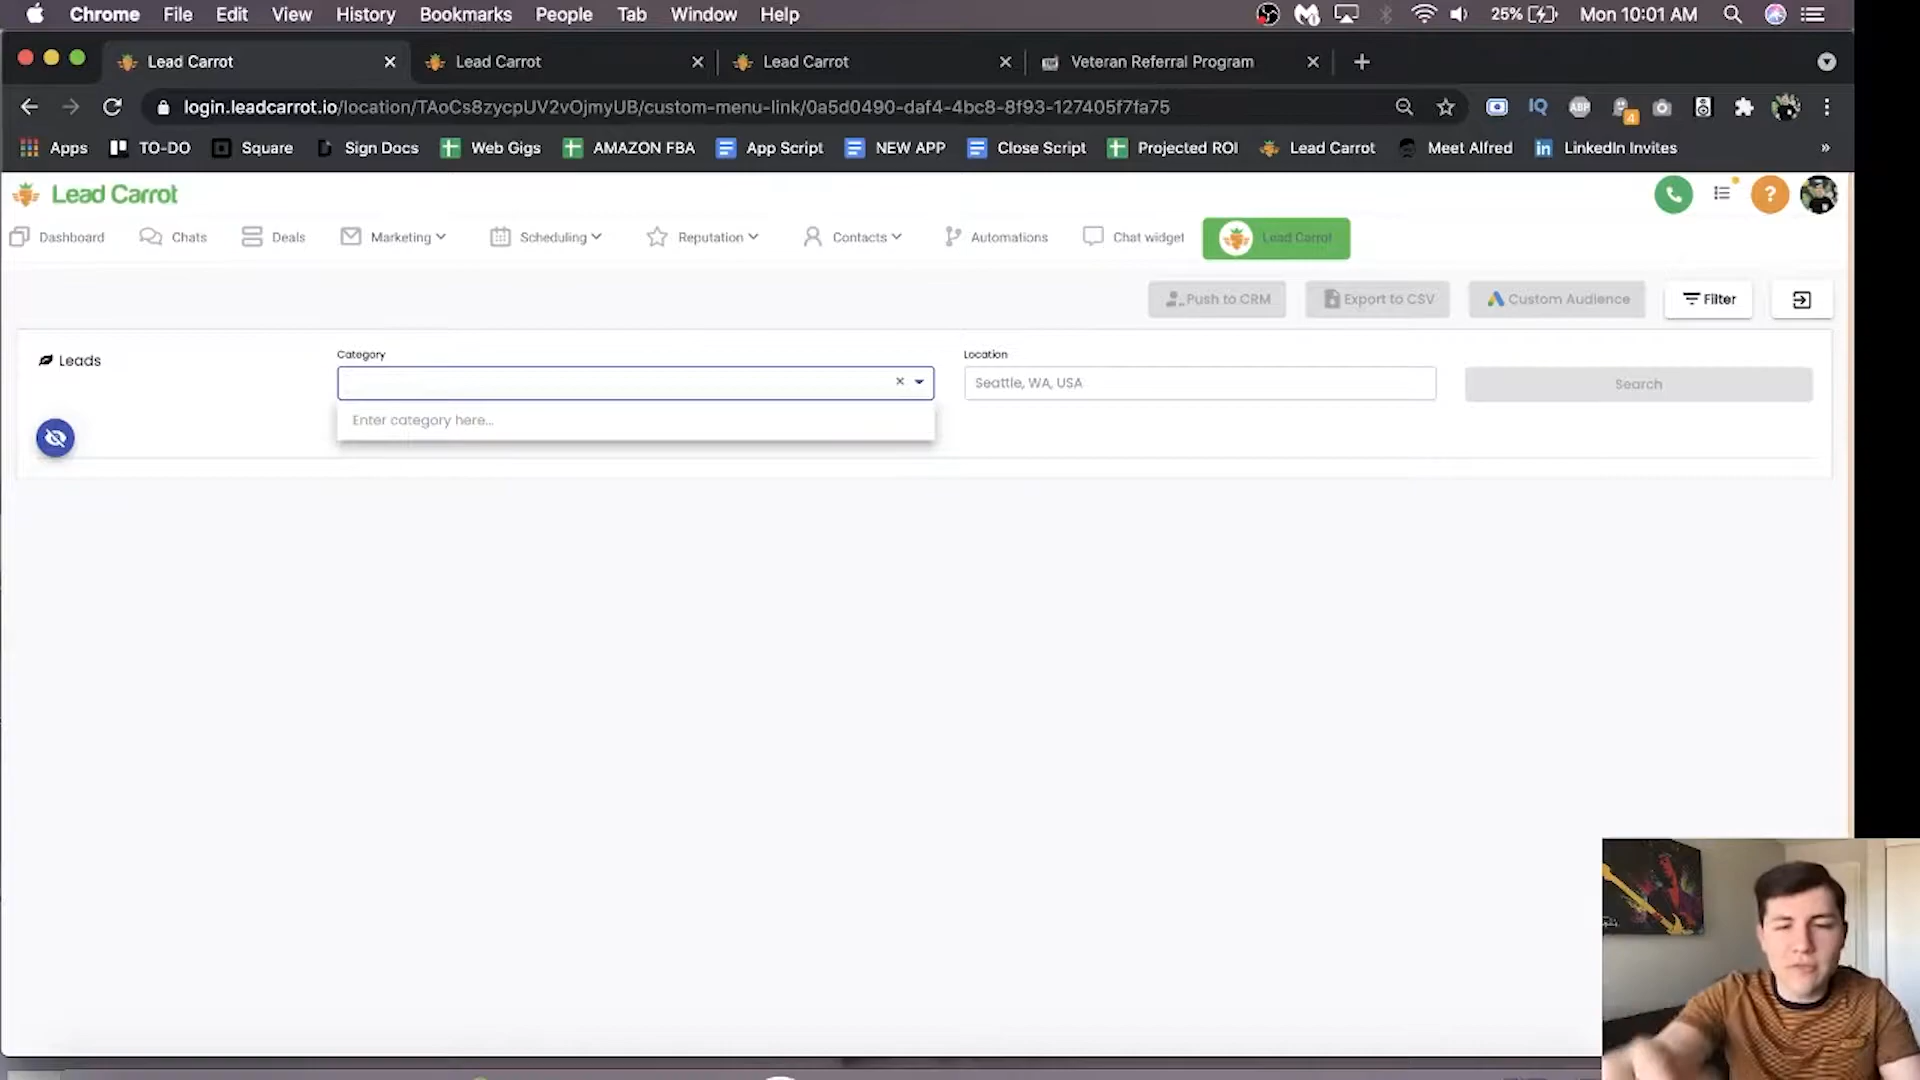 Chrome File Edit View History Bookmarks People Tab Window Help 25% Mon 10:01 AM
Lead Carrot Lead Carrot Lead Carrot Veteran Referral Program
login.leadcarrot.io/location/TAoCs8zycpUV2vOjmyUB/custom-menu-link/0a5d0490-daf4-4bc8-8f93-127405f7fa75 IQ ABP 4
Apps TO-DO Square Sign Docs Web Gigs AMAZON FBA App Script NEW APP Close Script Projected ROI Lead Carrot Meet Alfred in LinkedIn Invites »
Lead Carrot ?
Dashboard Chats Deals Marketing Scheduling Reputation Contacts Automations Chat widget Lead Carrot
Push to CRM Export to CSV Custom Audience Filter
Leads
Category
Location
Seattle, WA, USA
Search
Enter category here...